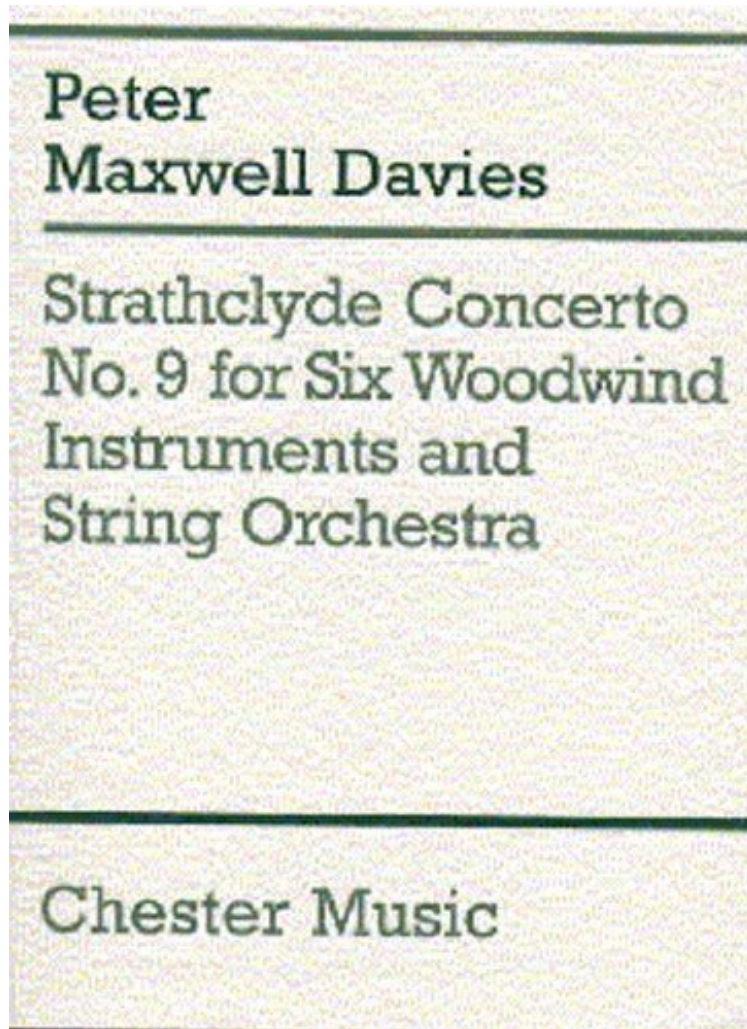 Peter
Maxwell Davies
Strathclyde Concerto
No. 9 for Six Woodwind
Instruments and
String Orchestra
Chester Music